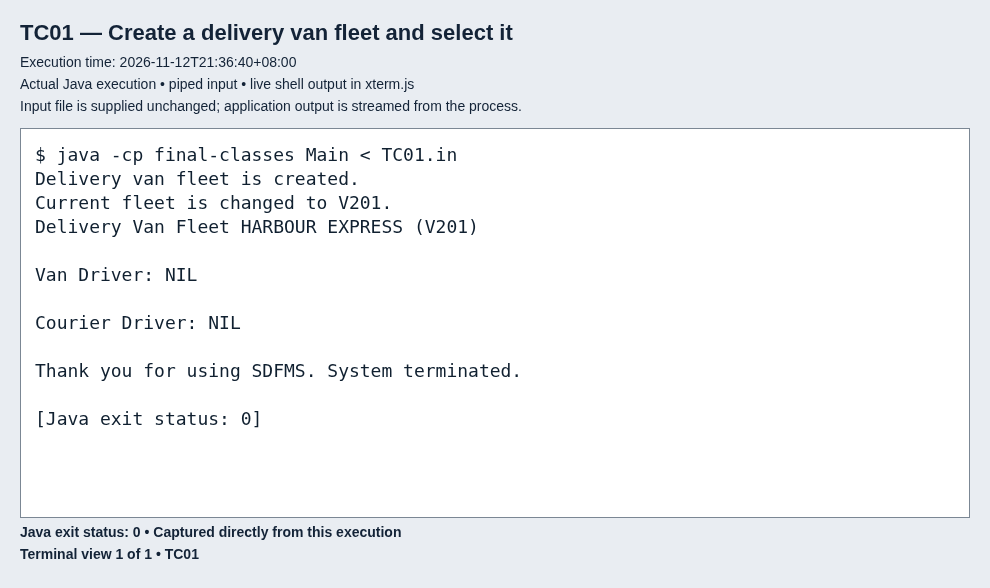 TC01 — Create a delivery van fleet and select it
Execution time: 2026-11-12T21:36:40+08:00
Actual Java execution • piped input • live shell output in xterm.js
Input file is supplied unchanged; application output is streamed from the process.
$ java -cp final-classes Main < TC01.in
Delivery van fleet is created.
Current fleet is changed to V201.
Delivery Van Fleet HARBOUR EXPRESS (V201)
Van Driver: NIL
Courier Driver: NIL
Thank you for using SDFMS. System terminated.
[Java exit status: 0]
Java exit status: 0 • Captured directly from this execution
Terminal view 1 of 1 • TC01